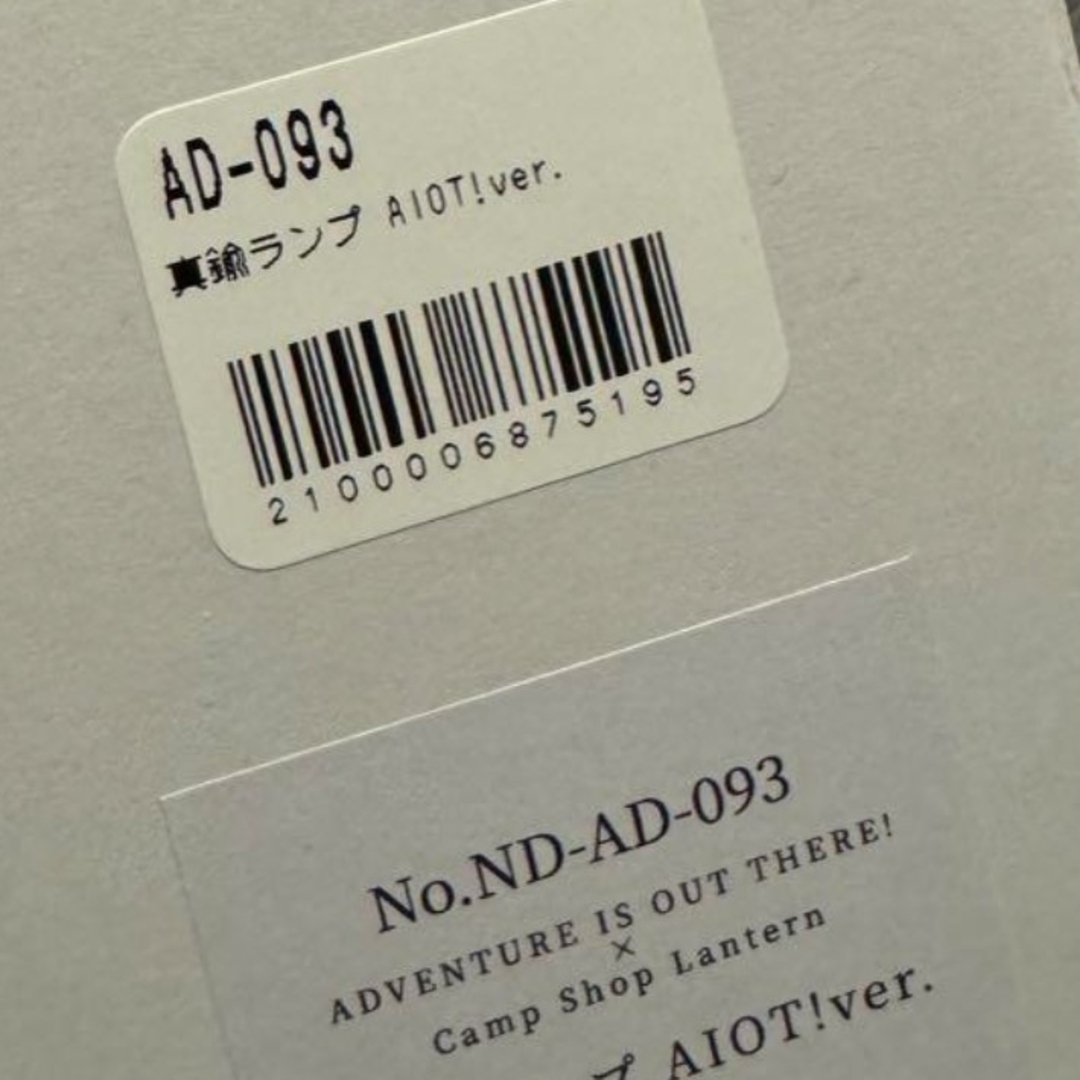 AD-093
真鍮ランプ AIOT!ver.
2100006875195
No.ND-AD-093
ADVENTURE IS OUT THERE!
×
Camp Shop Lantern
プ AIOT!ver.